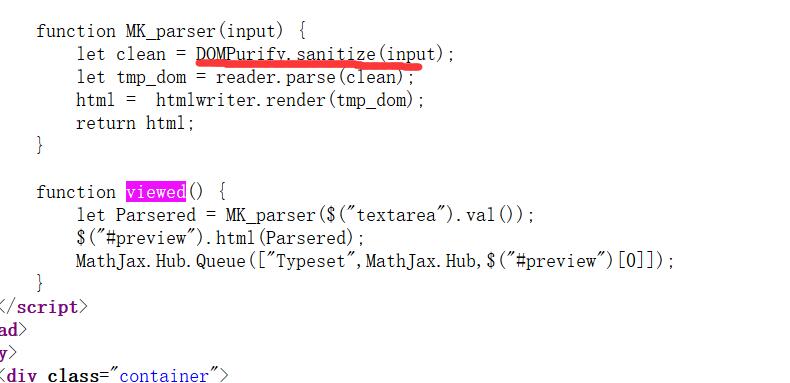 function MK_parser(input) {
let clean = DOMPurify.sanitize(input);
let tmp_dom = reader.parse(clean);
html =  htmlwriter.render(tmp_dom);
return html;
}
function viewed() {
let Parsered = MK_parser($("textarea").val());
$("#preview").html(Parsered);
MathJax.Hub.Queue(["Typeset",MathJax.Hub,$("#preview")[0]]);
}
</script>
ad>
y>
<div class="container">